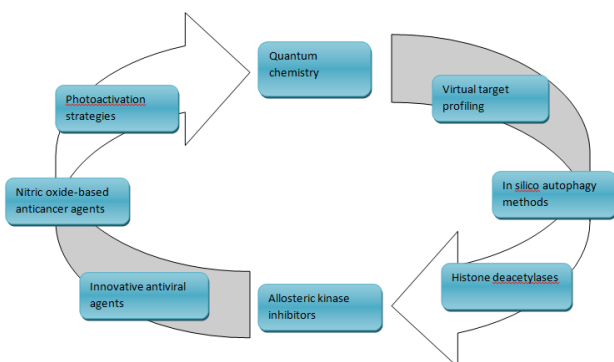 Quantum
chemistry
Virtual target
profiling
In silico autophagy
methods
Histone deacetylases
Allosteric kinase
inhibitors
Innovative antiviral
agents
Nitric oxide-based
anticancer agents
Photoactivation
strategies